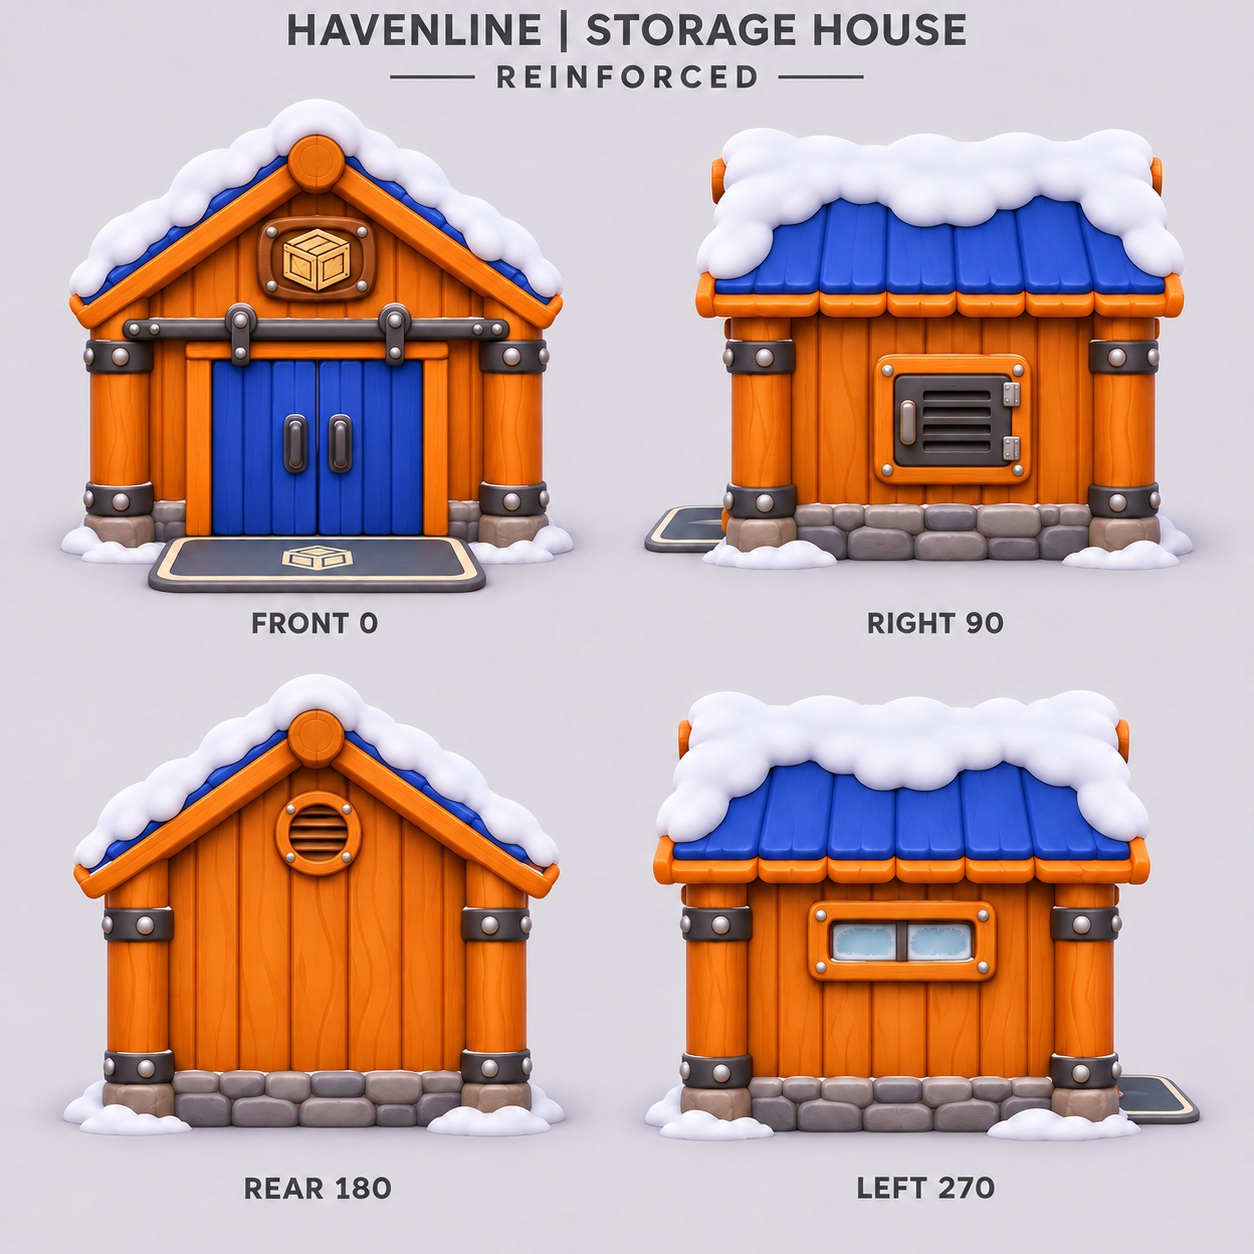 HAVENLINE | STORAGE HOUSE
REINFORCED
FRONT 0
RIGHT 90
REAR 180
LEFT 270